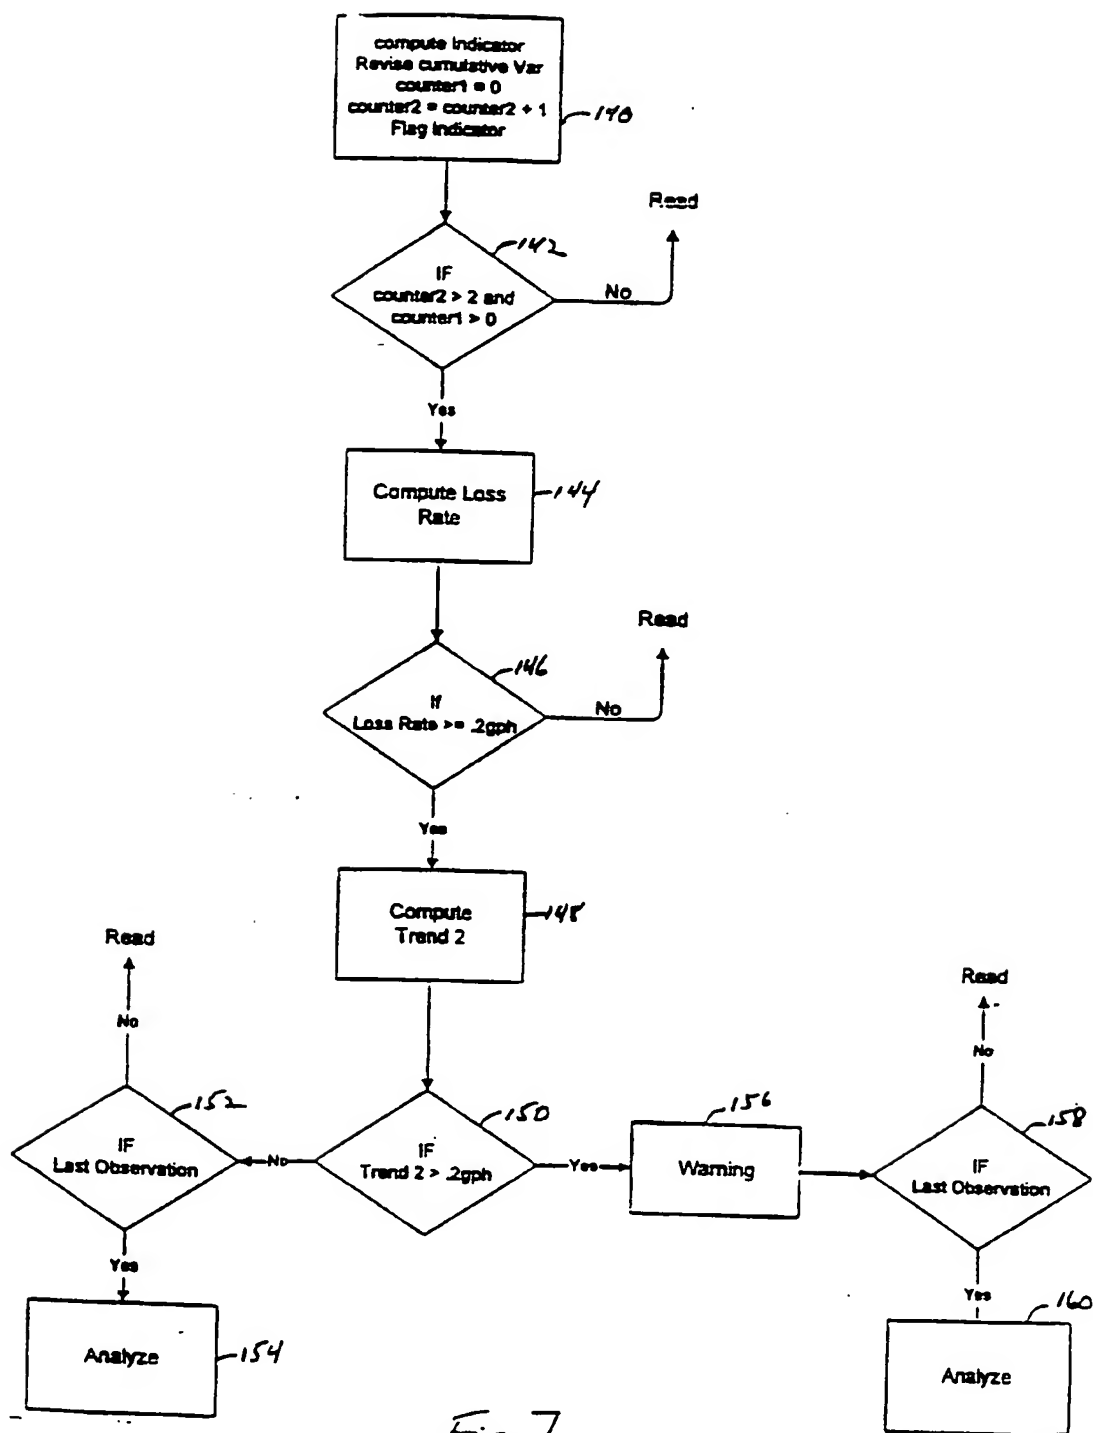 compute Indicator
Revise cumulative Var
counter1 = 0
counter2 = counter2 + 1
Flag Indicator
140
Read
142
IF
counter2 > 2 and
counter1 > 0
No
Yes
Compute Loss
Rate
144
Read
146
If
Loss Rate >= .2gph
No
Yes
Compute
Trend 2
148
Read
Read
No
No
152
IF
Last Observation
No
150
IF
Trend 2 > .2gph
Yes
156
Warning
158
IF
Last Observation
Yes
Yes
Analyze
154
160
Analyze
Fig. 7